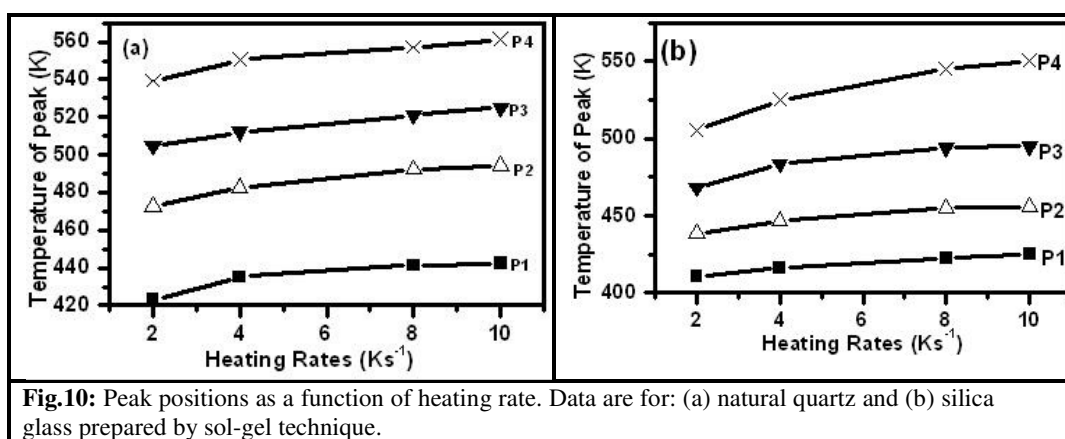 (a)
Temperature of peak (K)
560
540
520
500
480
460
440
420
P4
P3
P2
P1
2 4 6 8 10
Heating Rates (Ks-1)
(b)
Temperature of Peak (K)
550
500
450
400
P4
P3
P2
P1
2 4 6 8 10
Heating Rates (Ks-1)
Fig.10: Peak positions as a function of heating rate. Data are for: (a) natural quartz and (b) silica
glass prepared by sol-gel technique.